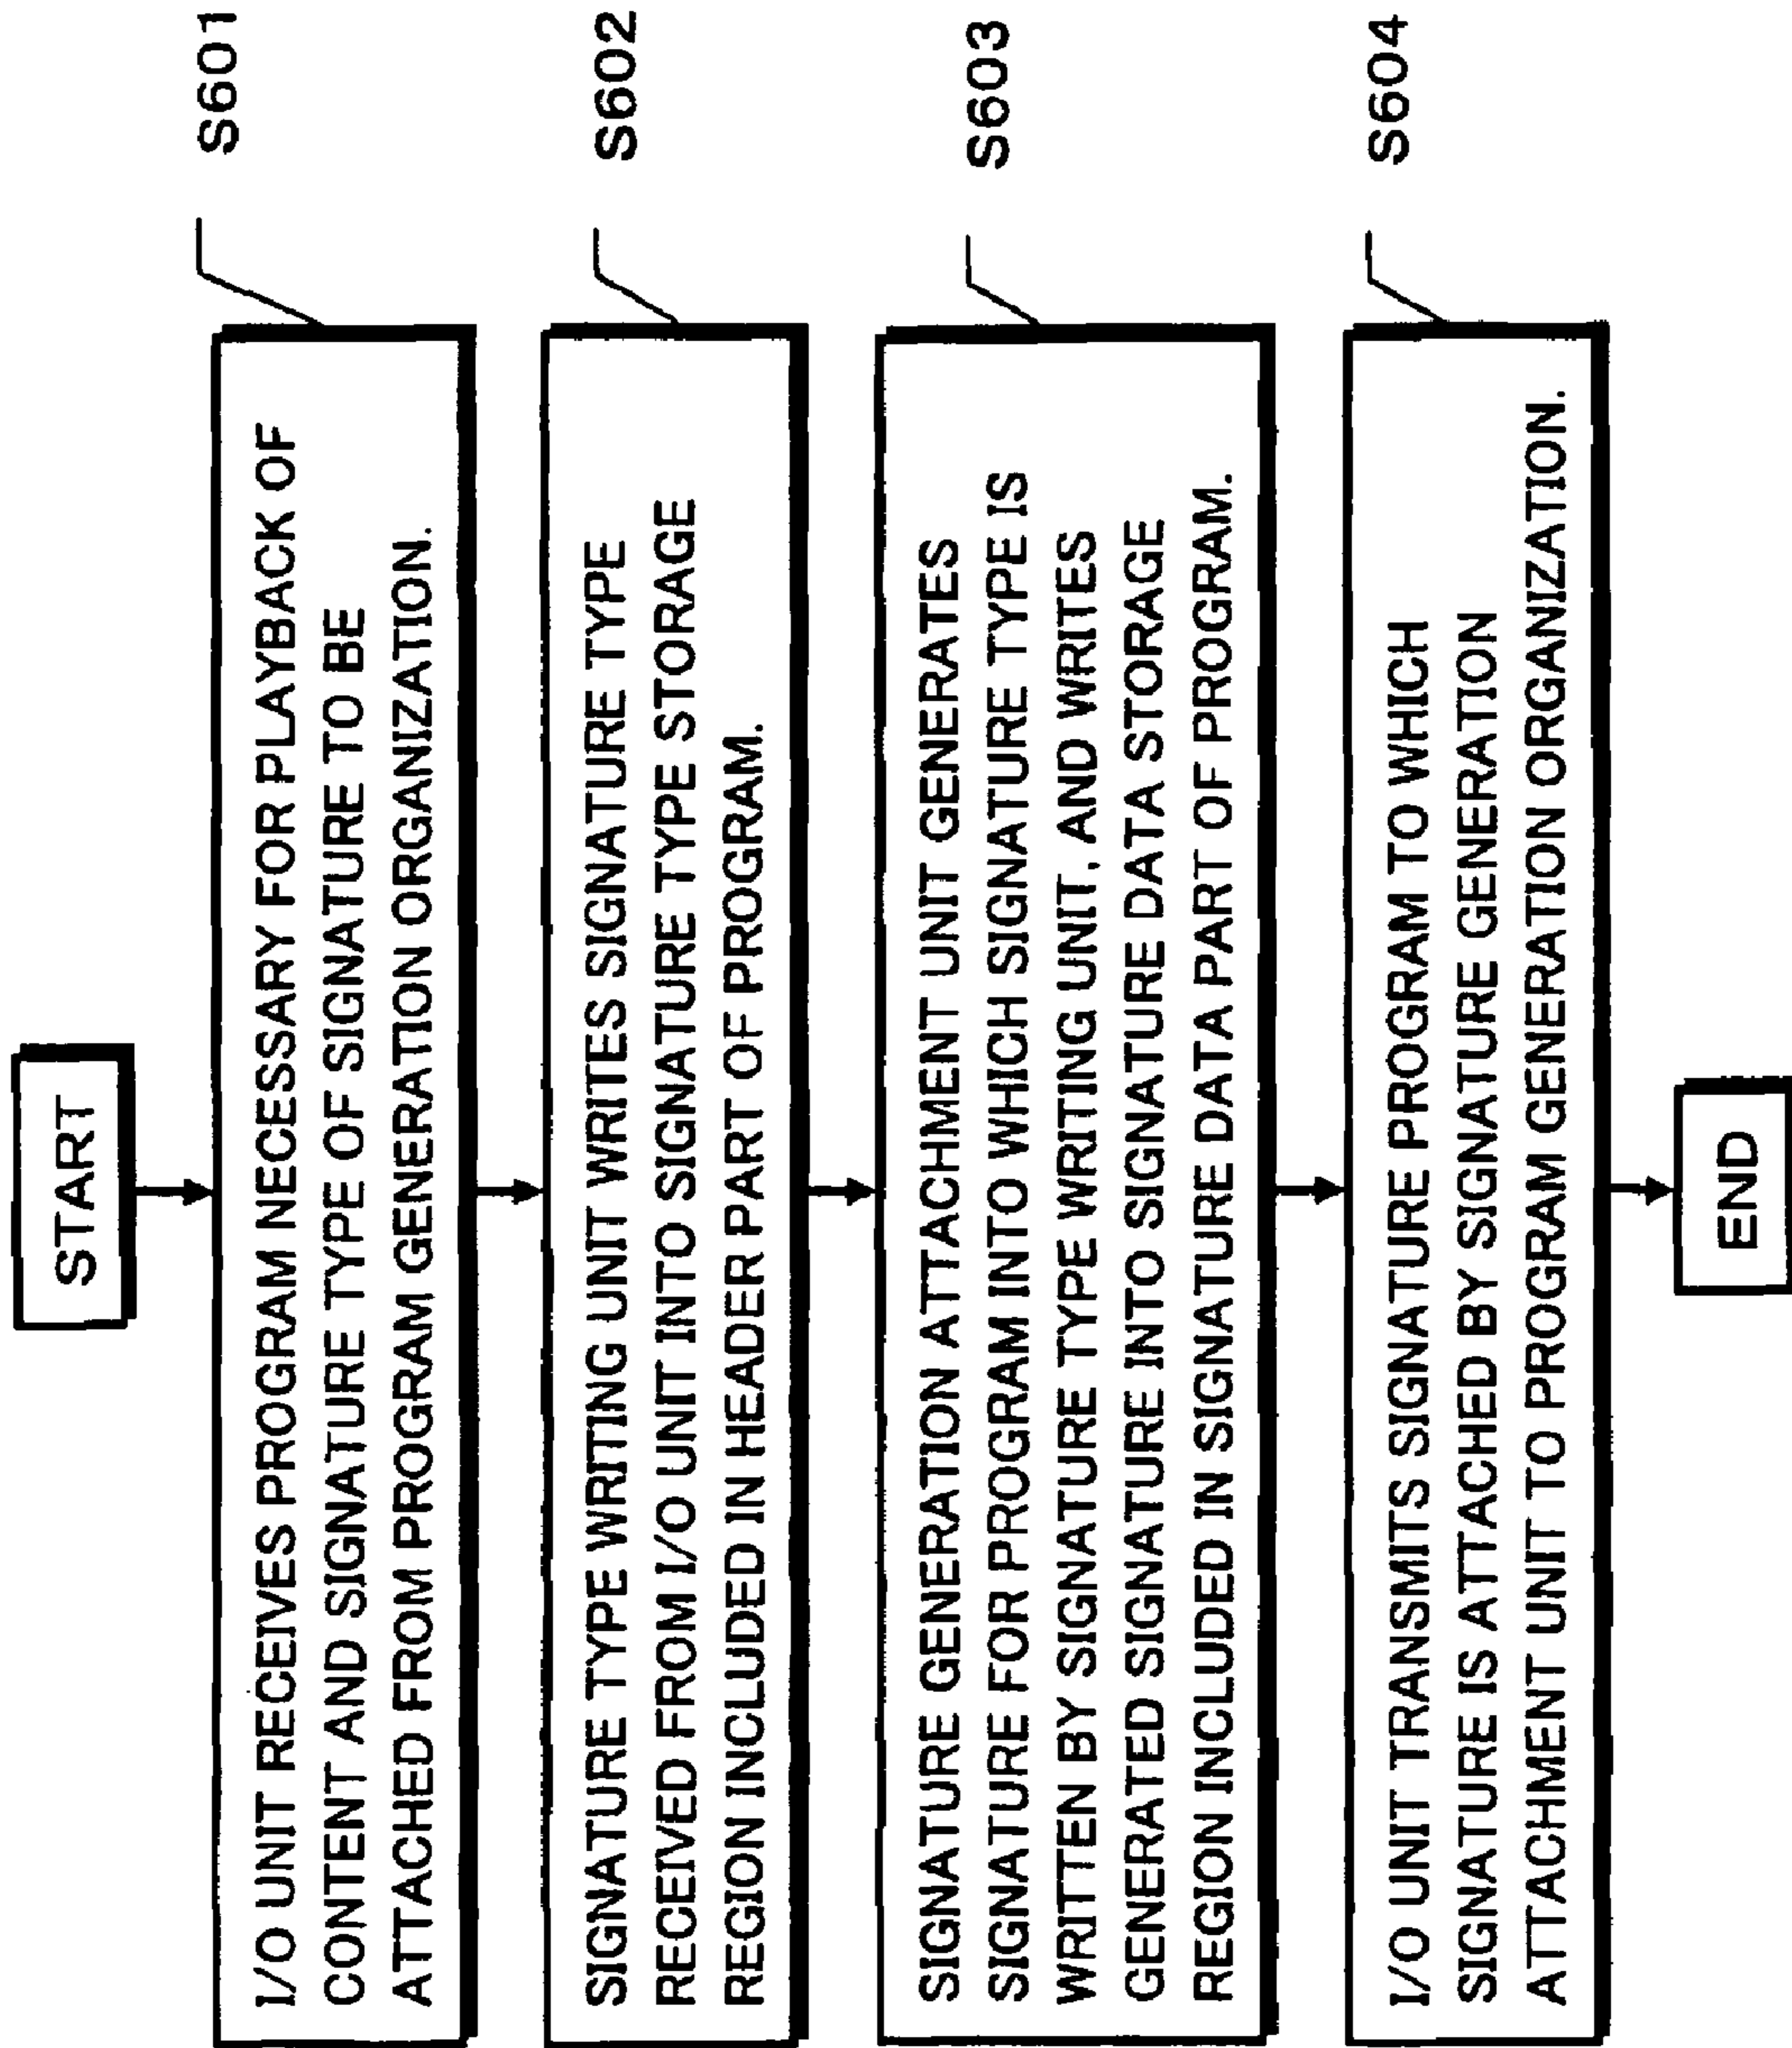 START
I/O UNIT RECEIVES PROGRAM NECESSARY FOR PLAYBACK OF
CONTENT AND SIGNATURE TYPE OF SIGNATURE TO BE
ATTACHED FROM PROGRAM GENERATION ORGANIZATION.
S601
SIGNATURE TYPE WRITING UNIT WRITES SIGNATURE TYPE
RECEIVED FROM I/O UNIT INTO SIGNATURE TYPE STORAGE
REGION INCLUDED IN HEADER PART OF PROGRAM.
S602
SIGNATURE GENERATION ATTACHMENT UNIT GENERATES
SIGNATURE FOR PROGRAM INTO WHICH SIGNATURE TYPE IS
WRITTEN BY SIGNATURE TYPE WRITING UNIT, AND WRITES
GENERATED SIGNATURE INTO SIGNATURE DATA STORAGE
REGION INCLUDED IN SIGNATURE DATA PART OF PROGRAM.
S603
I/O UNIT TRANSMITS SIGNATURE PROGRAM TO WHICH
SIGNATURE IS ATTACHED BY SIGNATURE GENERATION
ATTACHMENT UNIT TO PROGRAM GENERATION ORGANIZATION.
S604
END